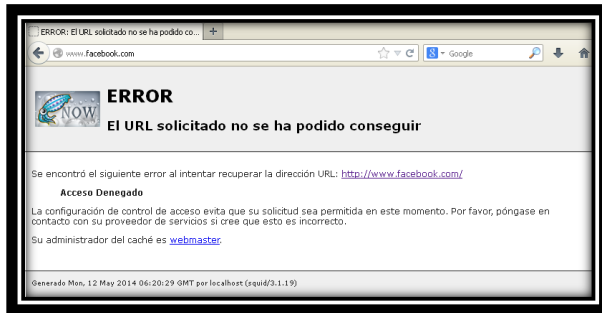 ERROR: El URL solicitado no se ha podido co...
www.facebook.com
Google
NOW
ERROR
El URL solicitado no se ha podido conseguir
Se encontró el siguiente error al intentar recuperar la dirección URL: http://www.facebook.com/
Acceso Denegado
La configuración de control de acceso evita que su solicitud sea permitida en este momento. Por favor, póngase en
contacto con su proveedor de servicios si cree que esto es incorrecto.
Su administrador del caché es webmaster.
Generado Mon, 12 May 2014 06:20:29 GMT por localhost (squid/3.1.19)